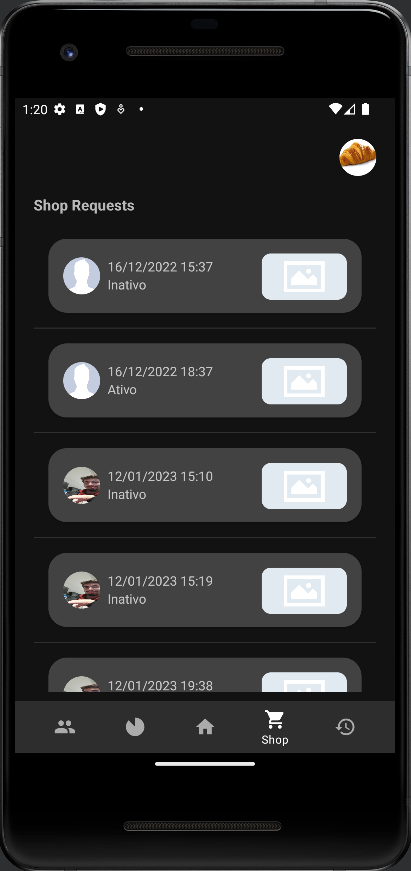 1:20
Shop Requests
16/12/2022 15:37
Inativo
16/12/2022 18:37
Ativo
12/01/2023 15:10
Inativo
12/01/2023 15:19
Inativo
12/01/2023 19:38
Shop